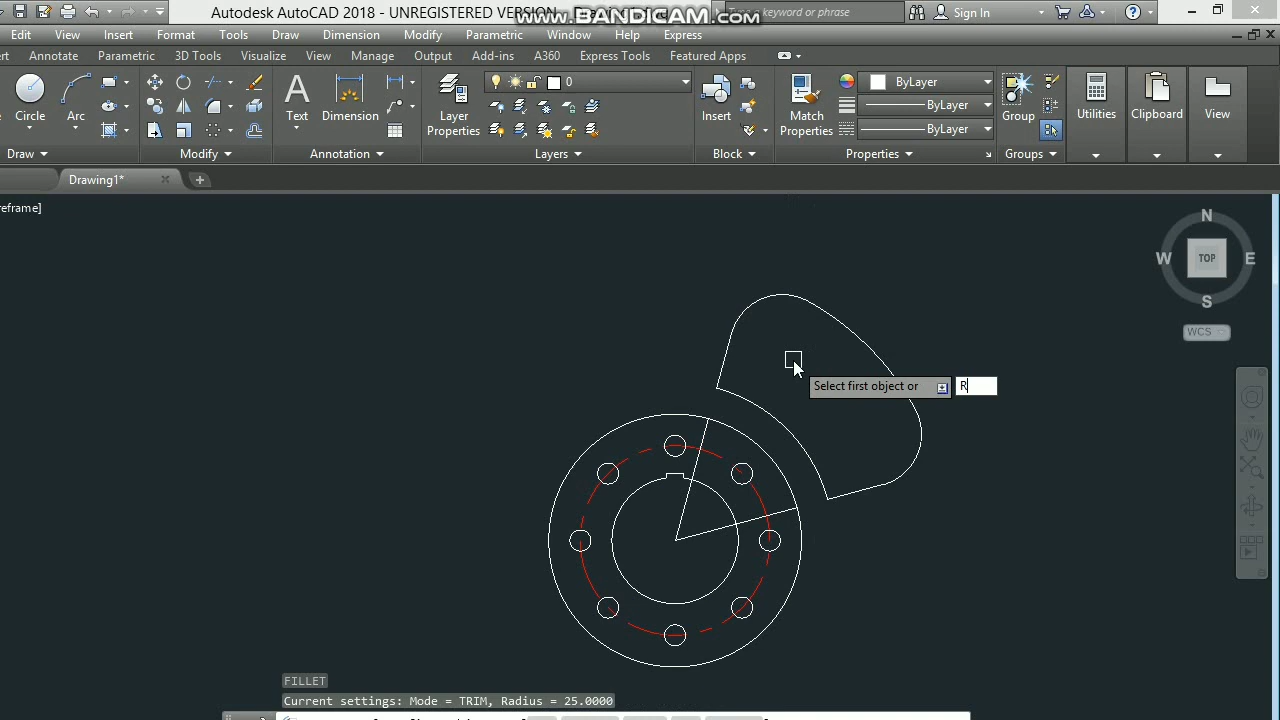 Autodesk AutoCAD 2018 - UNREGISTERED VERSION
www.BANDICAM.com
Type a keyword or phrase
Sign In
Edit View Insert Format Tools Draw Dimension Modify Parametric Window Help Express
rt Annotate Parametric 3D Tools Visualize View Manage Output Add-ins A360 Express Tools Featured Apps
0
ByLayer
ByLayer
ByLayer
Circle Arc Text Dimension Layer Properties Insert Match Properties Group Utilities Clipboard View
Draw Modify Annotation Layers Block Properties Groups
Drawing1*
reframe]
N
W TOP E
S
WCS
Select first object or R
FILLET
Current settings: Mode = TRIM, Radius = 25.0000